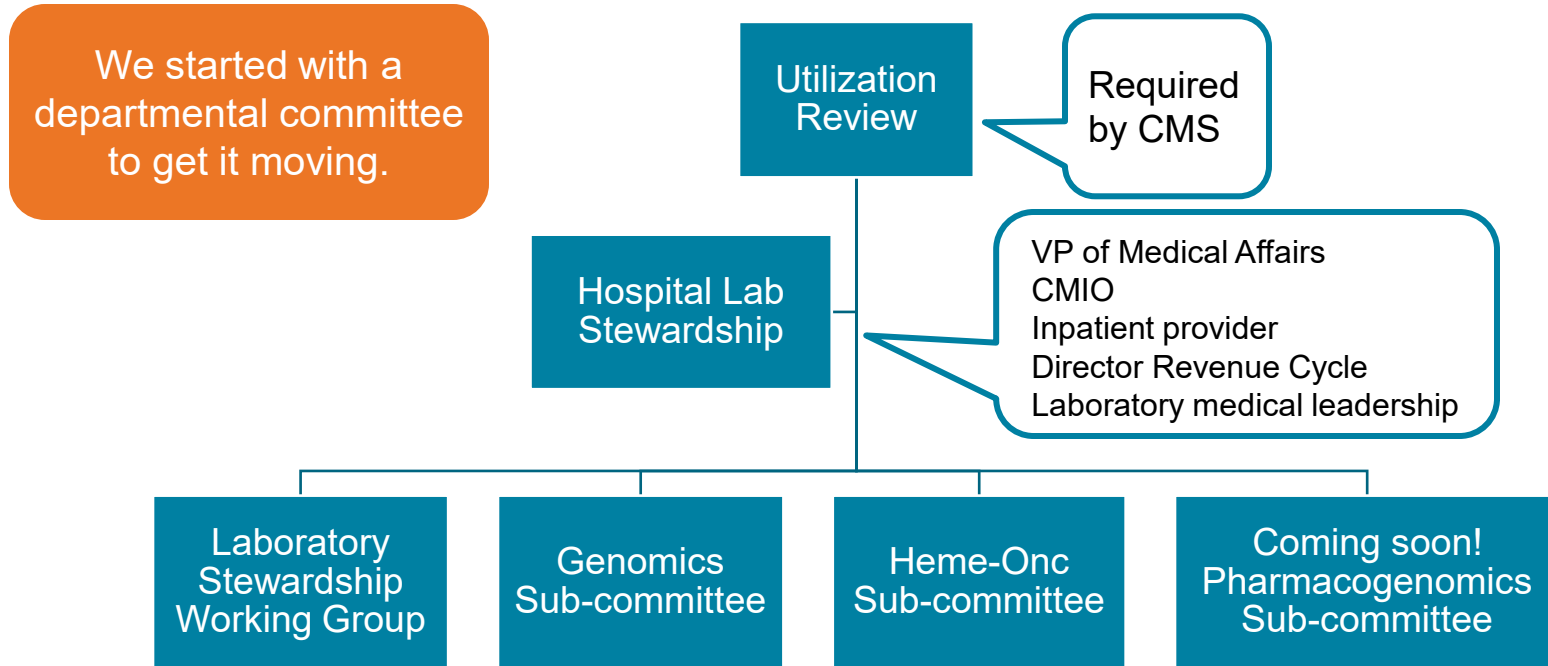 We started with a
departmental committee
to get it moving.
Utilization
Review
Required
by CMS
Hospital Lab
Stewardship
VP of Medical Affairs
CMIO
Inpatient provider
Director Revenue Cycle
Laboratory medical leadership
Laboratory
Stewardship
Working Group
Genomics
Sub-committee
Heme-Onc
Sub-committee
Coming soon!
Pharmacogenomics
Sub-committee